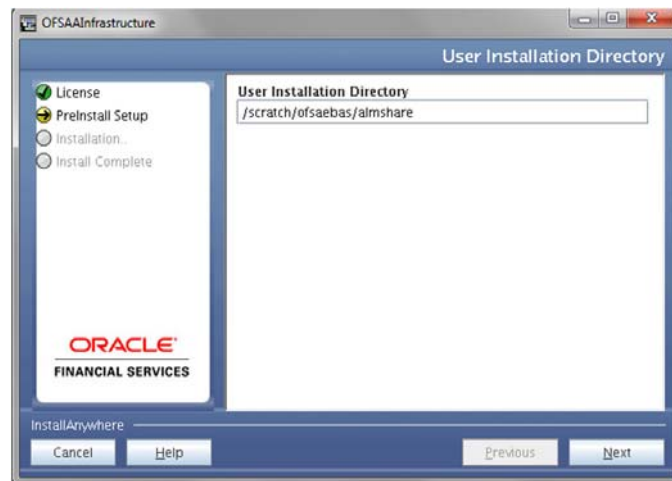 OFSAAInfrastructure
User Installation Directory
License
PreInstall Setup
Installation..
Install Complete
User Installation Directory
/scratch/ofsaebas/almshare
ORACLE
FINANCIAL SERVICES
InstallAnywhere
Cancel
Help
Previous
Next